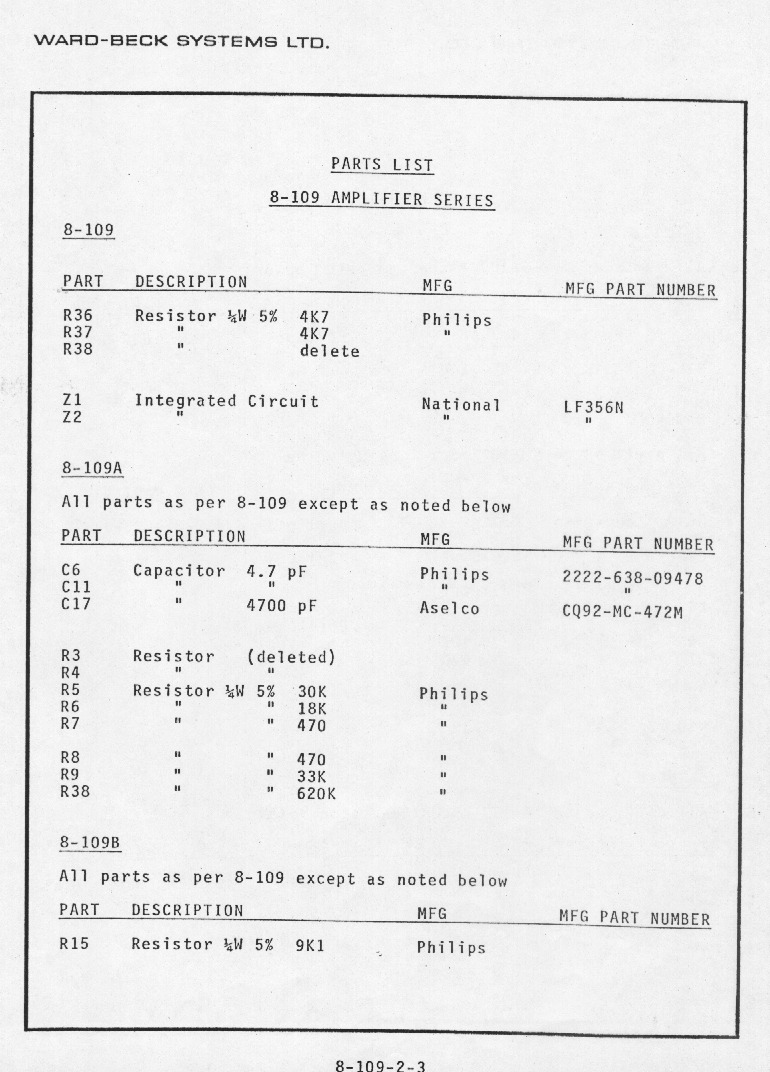 WARD-BECK SYSTEMS LTD.
PARTS LIST
8-109 AMPLIFIER SERIES
8-109
PART DESCRIPTION MFG MFG PART NUMBER
R36 Resistor ¼W 5% 4K7 Philips
R37 " 4K7 "
R38 " delete
Z1 Integrated Circuit National LF356N
Z2 " " "
8-109A
All parts as per 8-109 except as noted below
PART DESCRIPTION MFG MFG PART NUMBER
C6 Capacitor 4.7 pF Philips 2222-638-09478
C11 " " " "
C17 " 4700 pF Aselco CQ92-MC-472M
R3 Resistor (deleted)
R4 " "
R5 Resistor ¼W 5% 30K Philips
R6 " " 18K "
R7 " " 470 "
R8 " " 470 "
R9 " " 33K "
R38 " " 620K "
8-109B
All parts as per 8-109 except as noted below
PART DESCRIPTION MFG MFG PART NUMBER
R15 Resistor ¼W 5% 9K1 Philips
8-109-2-3